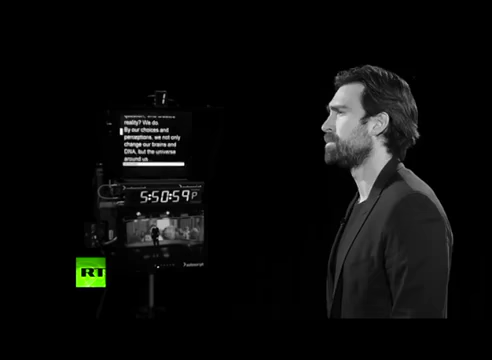 reality? We do.
By our choices and
perceptions, we not only
change our brains and
DNA, but the universe
around us
5:50:59 P
RT